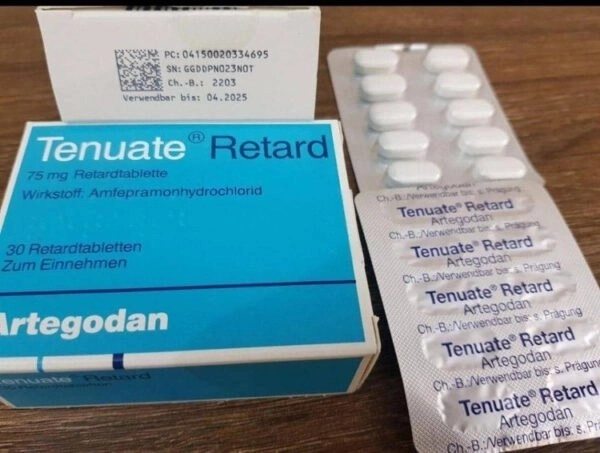 PC: 04150020334695
SN: GGDDPN023N0T
Ch.-B.: 2203
Verwendbar bis: 04.2025
Tenuate® Retard
75 mg Retardtablette
Wirkstoff: Amfepramonhydrochlorid
30 Retardtabletten
Zum Einnehmen
Artegodan
Tenuate® Retard
Artegodan
Ch.-B./Verwendbar bis: s. Prägung
Tenuate® Retard
Artegodan
Ch.-B./Verwendbar bis: s. Prägung
Tenuate® Retard
Artegodan
Ch.-B./Verwendbar bis: s. Prägung
Tenuate® Retard
Artegodan
Ch.-B./Verwendbar bis: s. Prägung
Tenuate® Retard
Artegodan
Ch.-B./Verwendbar bis: s. Pr